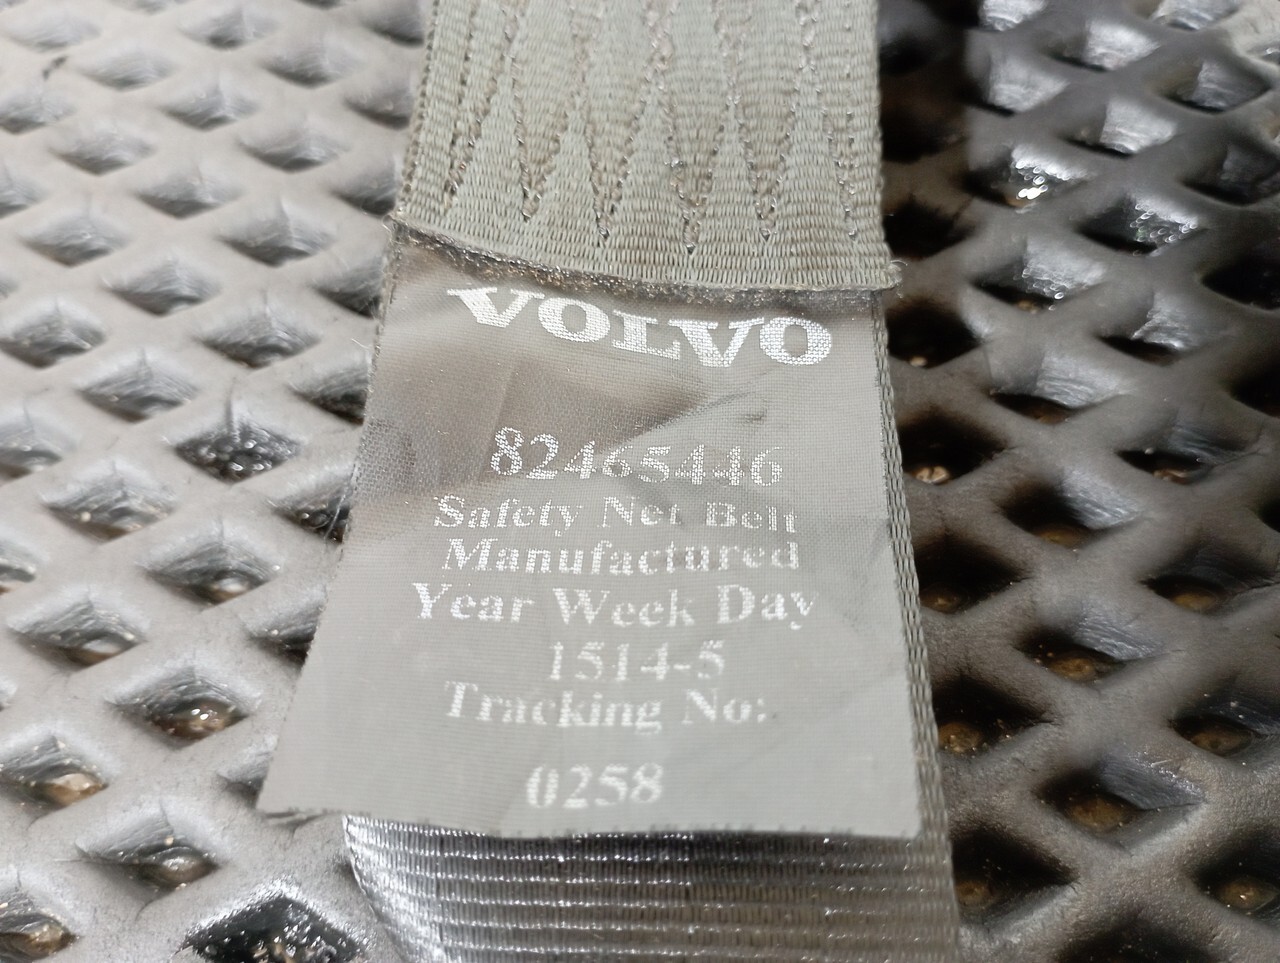 VOLVO
82465446
Safety Net Belt
Manufactured
Year Week Day
1514-5
Tracking No:
0258